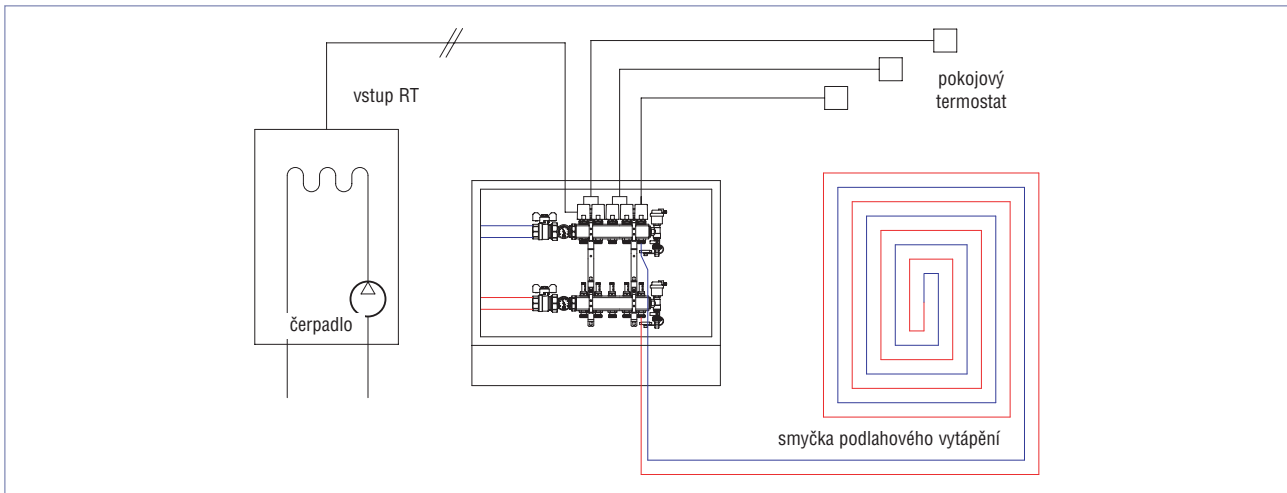 vstup RT
pokojový
termostat
čerpadlo
smyčka podlahového vytápění